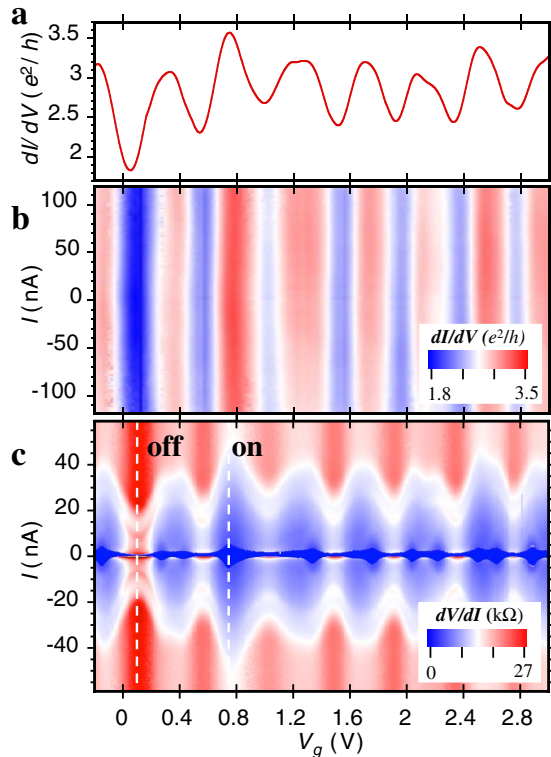 a
dI/dV (e²/h)
3.5
3
2.5
2
b
I (nA)
100
50
0
-50
-100
dI/dV (e²/h)
1.8 3.5
c
off on
I (nA)
40
20
0
-20
-40
dV/dI (kΩ)
0 27
0 0.4 0.8 1.2 1.6 2 2.4 2.8
Vg (V)